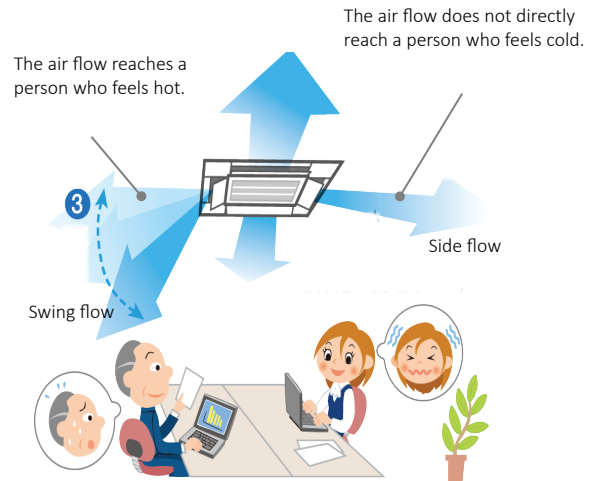 The air flow does not directly
reach a person who feels cold.
The air flow reaches a
person who feels hot.
3
Side flow
Swing flow